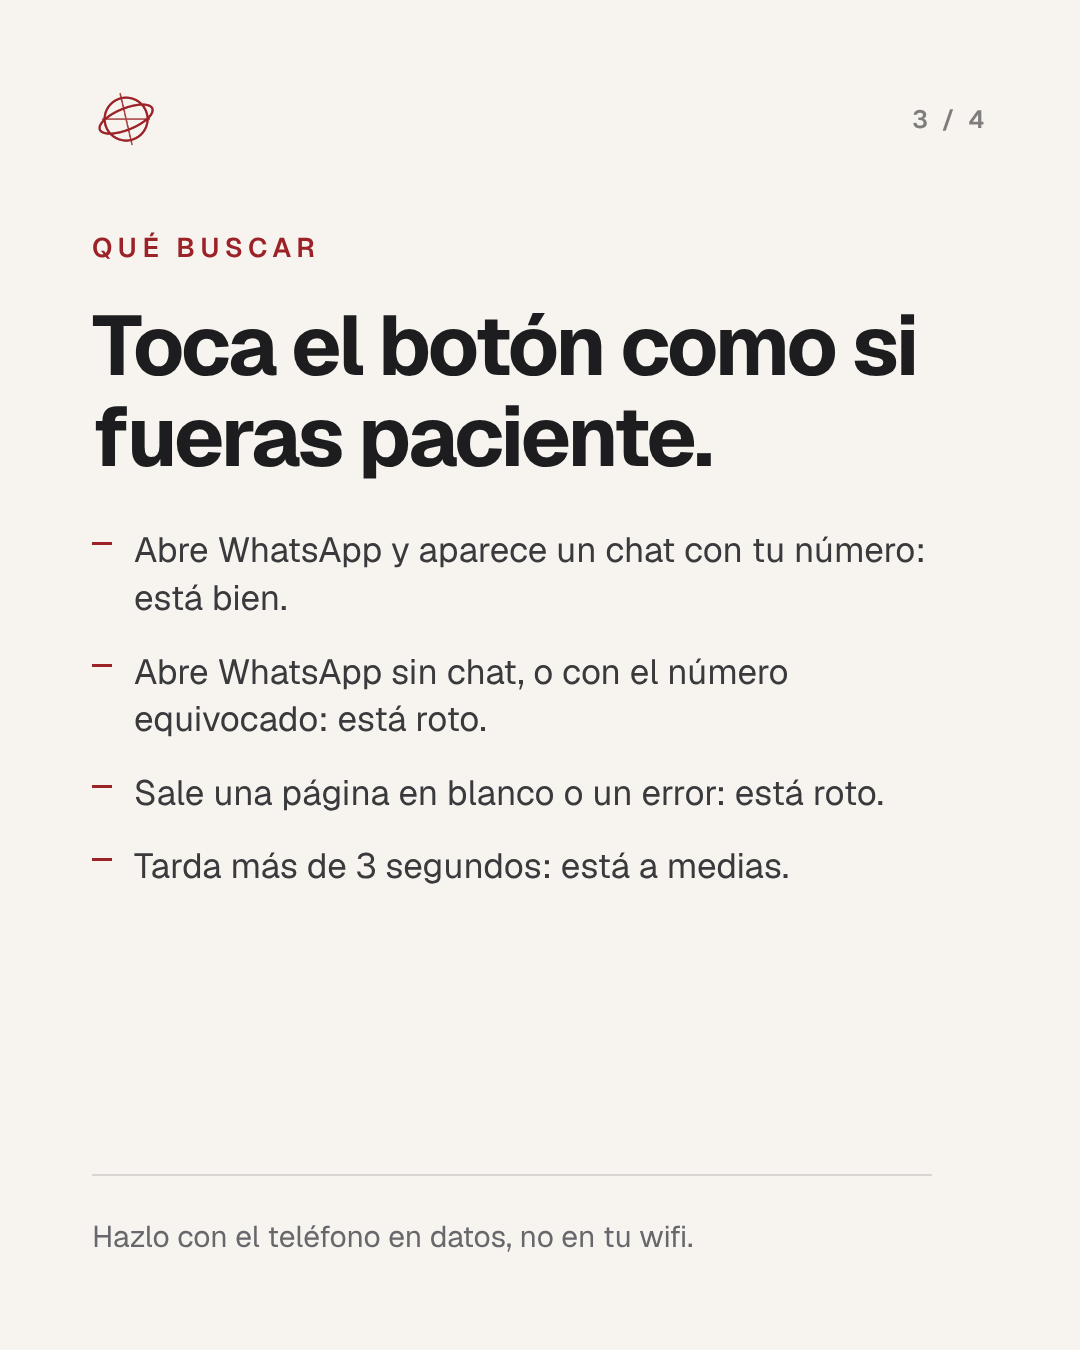 3 / 4
QUÉ BUSCAR
Toca el botón como si
fueras paciente.
– Abre WhatsApp y aparece un chat con tu número:
está bien.
– Abre WhatsApp sin chat, o con el número
equivocado: está roto.
– Sale una página en blanco o un error: está roto.
– Tarda más de 3 segundos: está a medias.
Hazlo con el teléfono en datos, no en tu wifi.